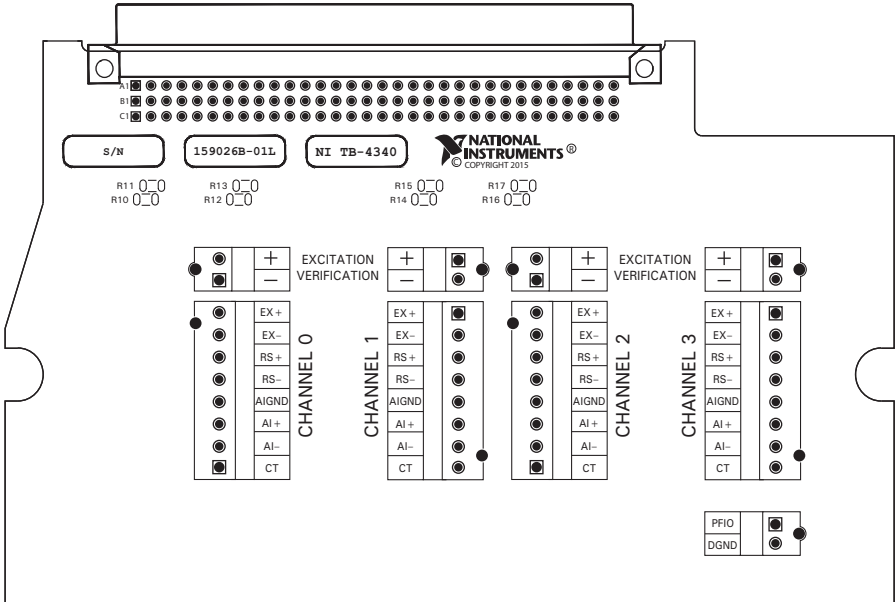 A1
B1
C1
S/N
159026B-01L
NI TB-4340
NATIONAL
INSTRUMENTS ®
© COPYRIGHT 2015
R11
R13
R15
R17
R10
R12
R14
R16
+
−
EXCITATION
VERIFICATION
+
−
+
−
EXCITATION
VERIFICATION
+
−
EX+
EX−
RS+
RS−
AIGND
AI+
AI−
CT
CHANNEL 0
CHANNEL 1
EX+
EX−
RS+
RS−
AIGND
AI+
AI−
CT
EX+
EX−
RS+
RS−
AIGND
AI+
AI−
CT
CHANNEL 2
CHANNEL 3
EX+
EX−
RS+
RS−
AIGND
AI+
AI−
CT
PFI0
DGND